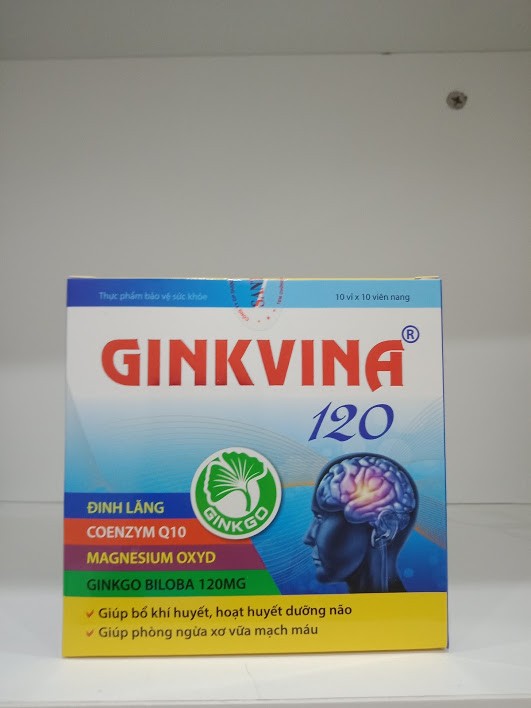 Thực phẩm bảo vệ sức khỏe
10 vỉ x 10 viên nang
GINKVINA®
120
GINKGO
ĐINH LĂNG
COENZYM Q10
MAGNESIUM OXYD
GINKGO BILOBA 120MG
Giúp bổ khí huyết, hoạt huyết dưỡng não
Giúp phòng ngừa xơ vữa mạch máu